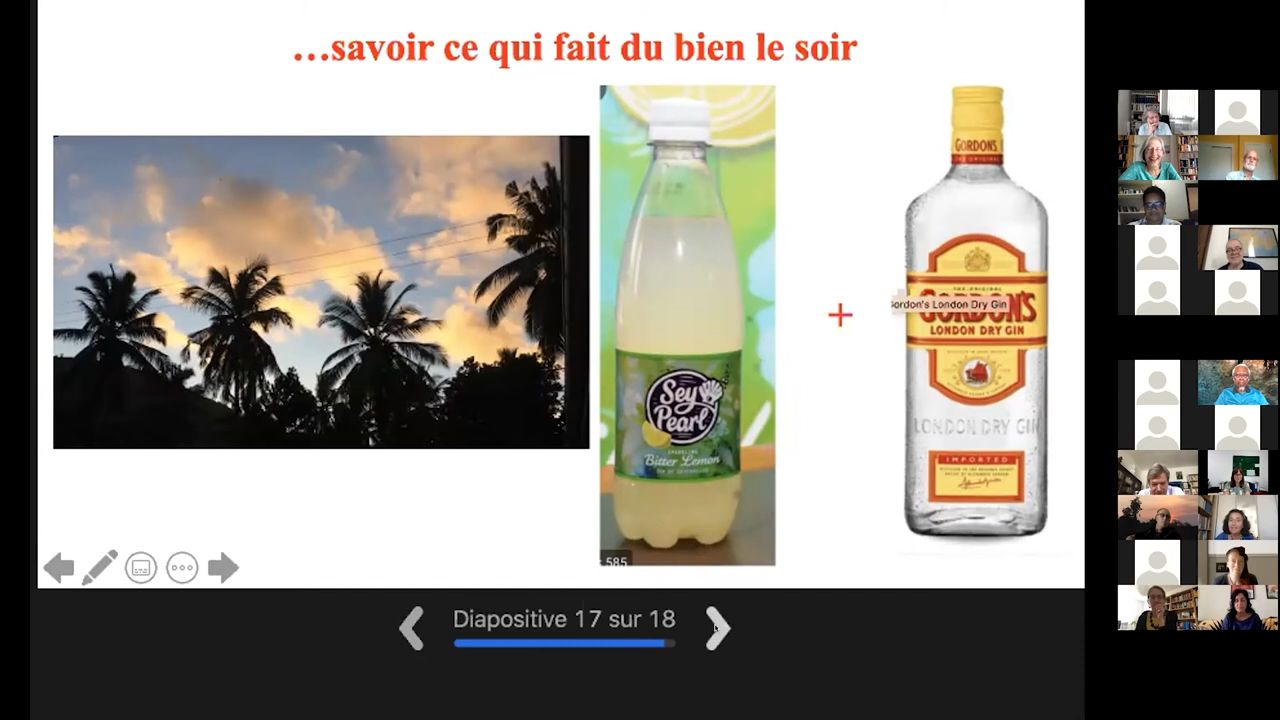 …savoir ce qui fait du bien le soir
GORDON'S
Sey
Pearl
SPARKLING
Bitter Lemon
585
+
THE ORIGINAL
GORDON'S
Gordon's London Dry Gin
LONDON DRY GIN
LONDON DRY GIN
IMPORTED
Diapositive 17 sur 18